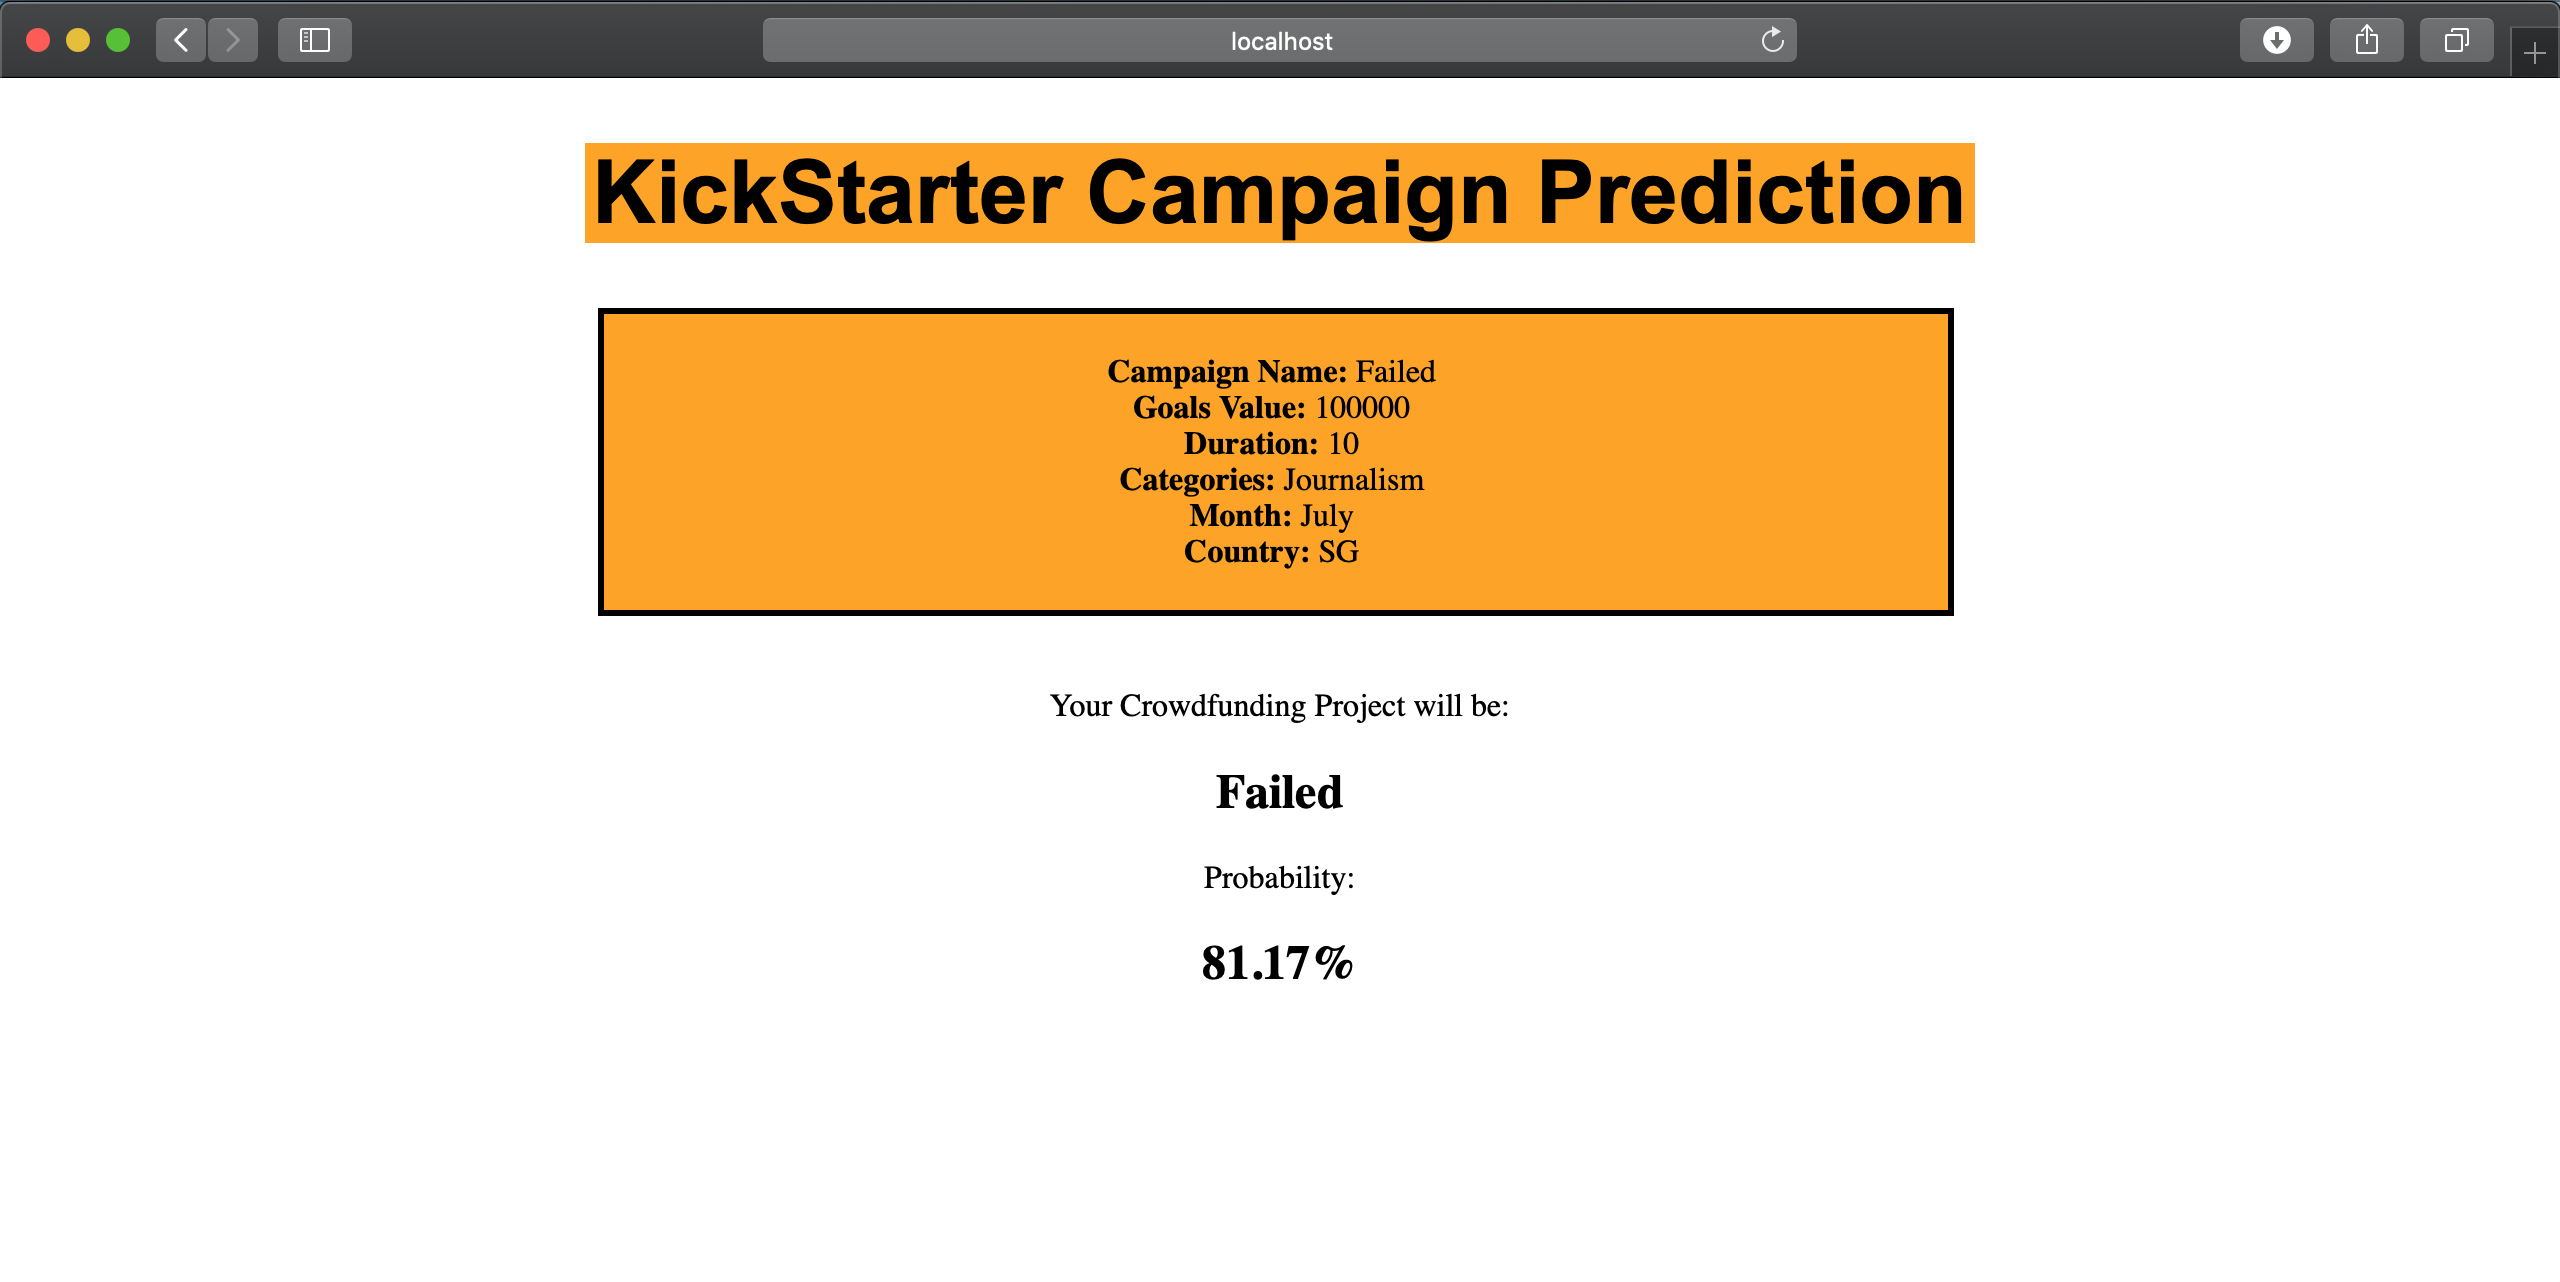 localhost
KickStarter Campaign Prediction
Campaign Name: Failed
Goals Value: 100000
Duration: 10
Categories: Journalism
Month: July
Country: SG
Your Crowdfunding Project will be:
Failed
Probability:
81.17%